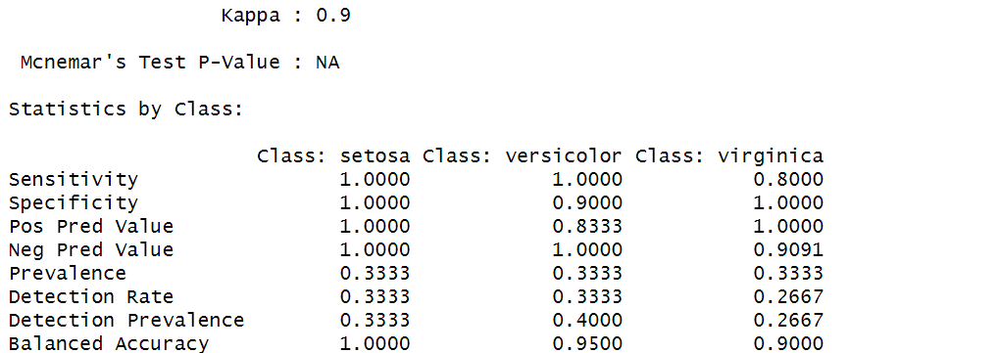 Kappa : 0.9
Mcnemar's Test P-Value : NA
Statistics by Class:
Class: setosa Class: versicolor Class: virginica
Sensitivity 1.0000 1.0000 0.8000
Specificity 1.0000 0.9000 1.0000
Pos Pred Value 1.0000 0.8333 1.0000
Neg Pred Value 1.0000 1.0000 0.9091
Prevalence 0.3333 0.3333 0.3333
Detection Rate 0.3333 0.3333 0.2667
Detection Prevalence 0.3333 0.4000 0.2667
Balanced Accuracy 1.0000 0.9500 0.9000